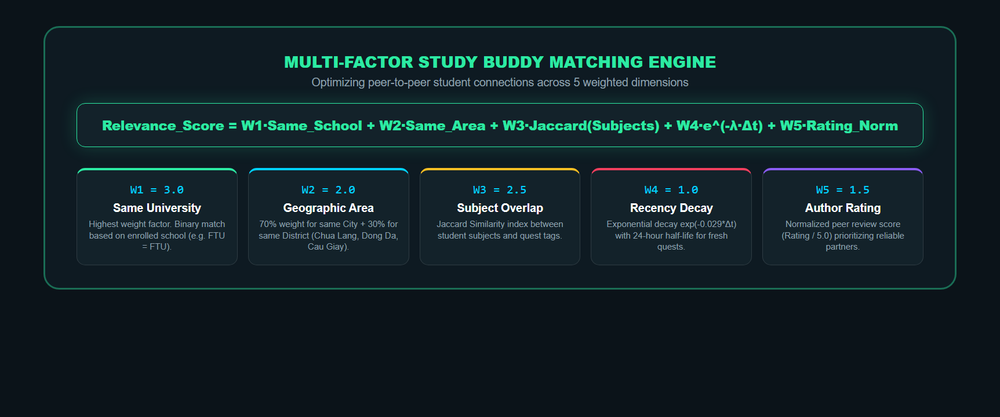 MULTI-FACTOR STUDY BUDDY MATCHING ENGINE
Optimizing peer-to-peer student connections across 5 weighted dimensions
Relevance_Score = W1·Same_School + W2·Same_Area + W3·Jaccard(Subjects) + W4·e^(-λ·Δt) + W5·Rating_Norm
W1 = 3.0
Same University
Highest weight factor. Binary match
based on enrolled school (e.g. FTU
= FTU).
W2 = 2.0
Geographic Area
70% weight for same City + 30% for
same District (Chua Lang, Dong Da,
Cau Giay).
W3 = 2.5
Subject Overlap
Jaccard Similarity index between
student subjects and quest tags.
W4 = 1.0
Recency Decay
Exponential decay exp(-0.029*Δt)
with 24-hour half-life for fresh
quests.
W5 = 1.5
Author Rating
Normalized peer review score
(Rating / 5.0) prioritizing reliable
partners.